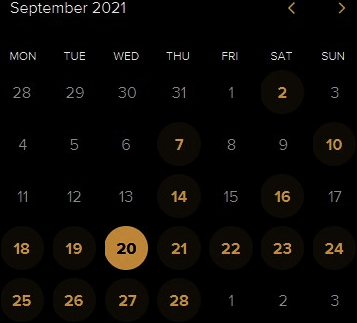 September 2021 < >
MON TUE WED THU FRI SAT SUN
28 29 30 31 1 2 3
4 5 6 7 8 9 10
11 12 13 14 15 16 17
18 19 20 21 22 23 24
25 26 27 28 1 2 3